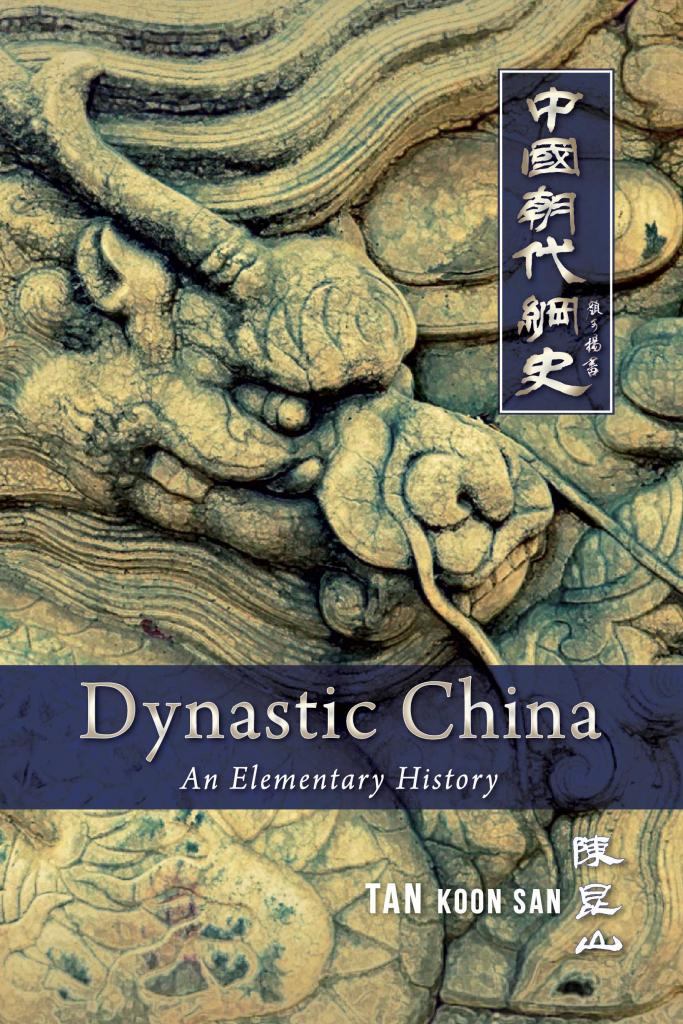 中國朝代綱史
Dynastic China
An Elementary History
TAN KOON SAN
陳昆山